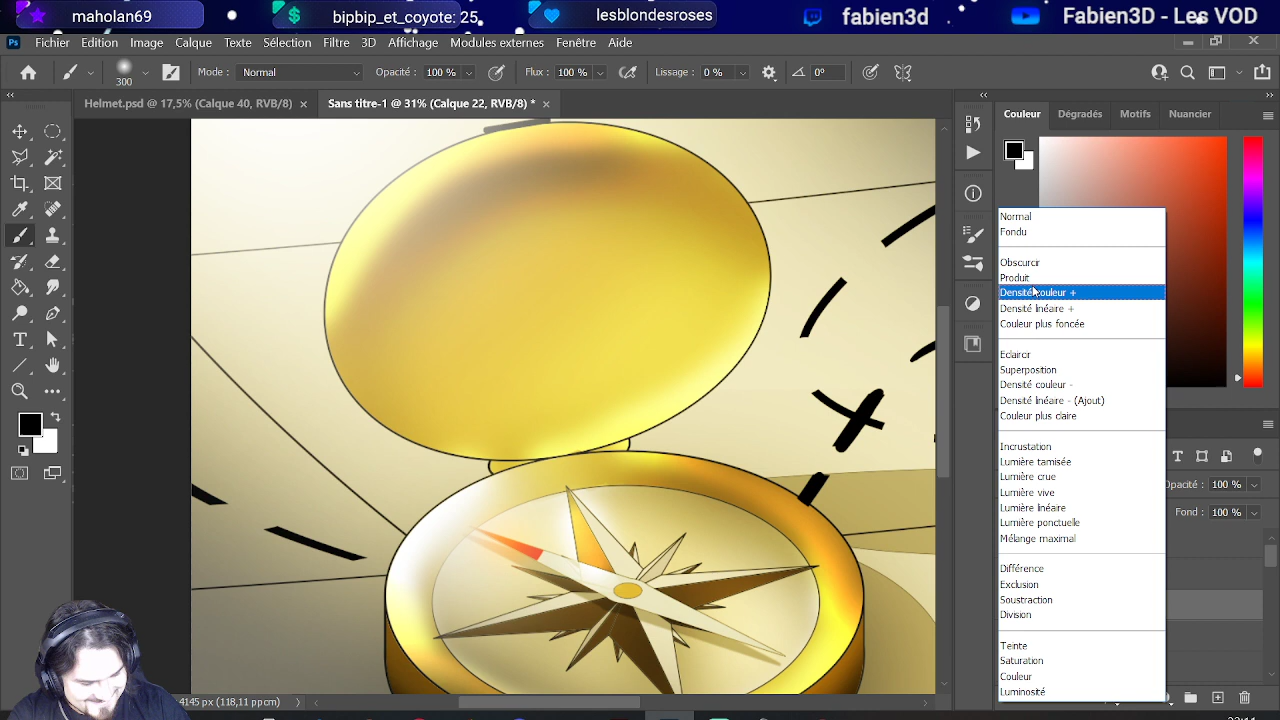 maholan69
bipbip_et_coyote: 25
lesblondesroses
fabien3d
Fabien3D - Les VOD
Ps Fichier Edition Image Calque Texte Sélection Filtre 3D Affichage Modules externes Fenêtre Aide
300 Mode : Normal Opacité : 100 % Flux : 100 % Lissage : 0 % 0°
Helmet.psd @ 17,5% (Calque 40, RVB/8) × Sans titre-1 @ 31% (Calque 22, RVB/8) * ×
Couleur Dégradés Motifs Nuancier
Normal
Fondu
Obscurcir
Produit
Densité couleur +
Densité linéaire +
Couleur plus foncée
Eclaircir
Superposition
Densité couleur -
Densité linéaire - (Ajout)
Couleur plus claire
Incrustation
Lumière tamisée
Lumière crue
Lumière vive
Lumière linéaire
Lumière ponctuelle
Mélange maximal
Différence
Exclusion
Soustraction
Division
Teinte
Saturation
Couleur
Luminosité
Opacité : 100 %
Fond : 100 %
4145 px (118,11 ppcm)